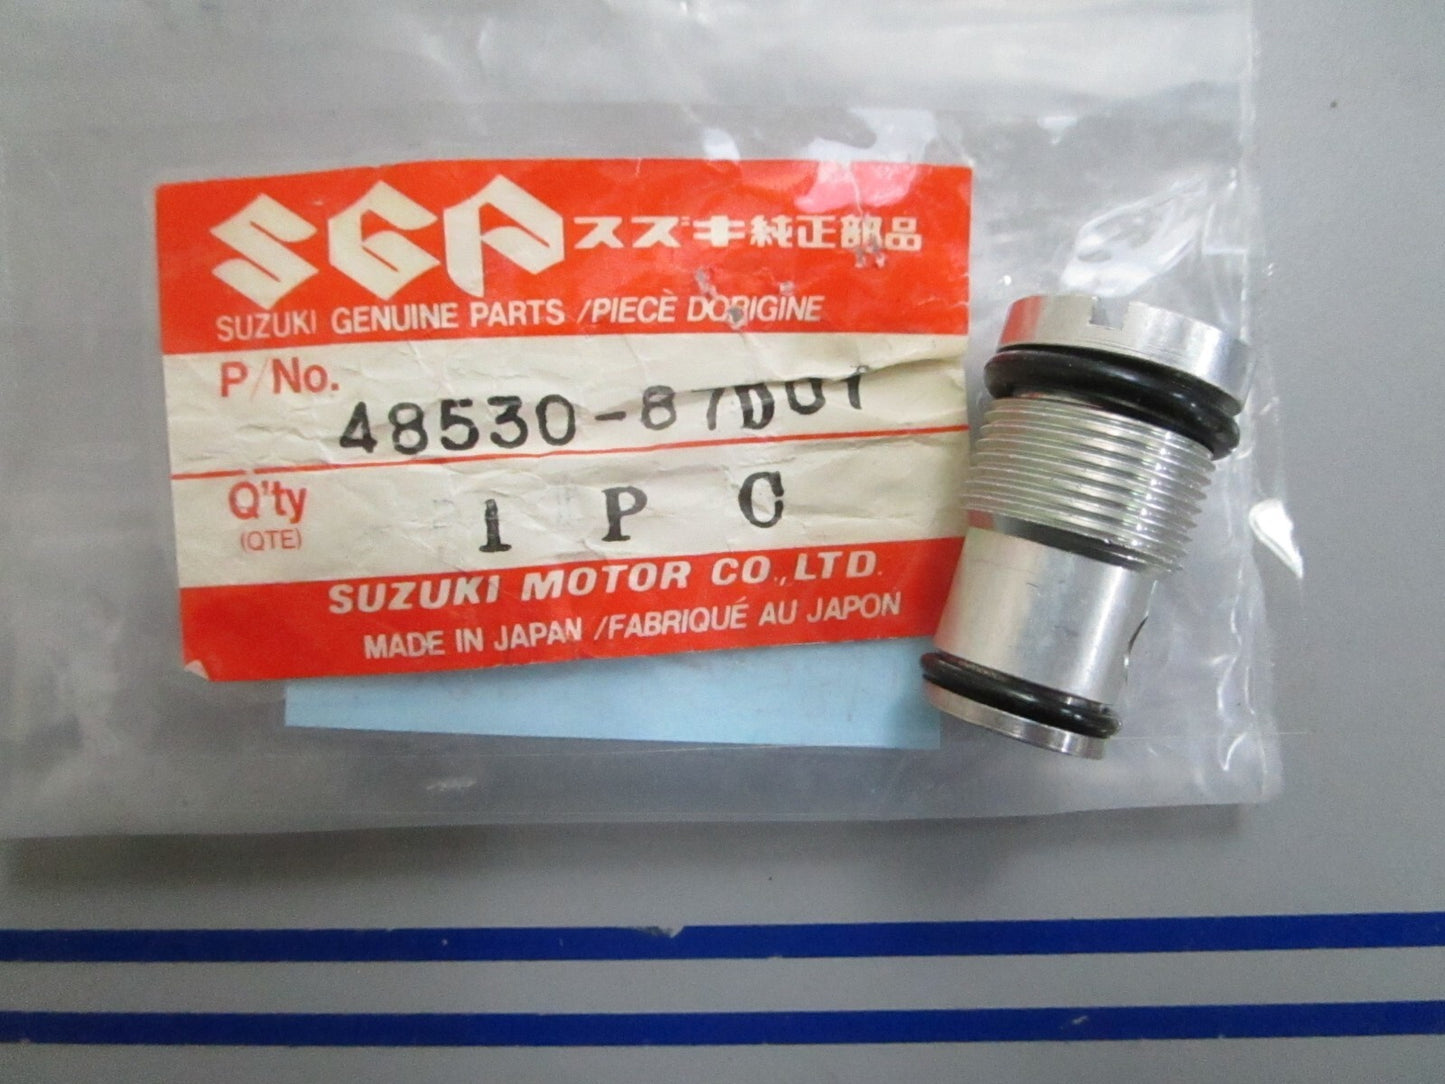 SGP スズキ純正部品
SUZUKI GENUINE PARTS /PIECE D'ORIGINE
P/No.
48530-87D01
Q'ty
(QTE)
1 P C
SUZUKI MOTOR CO.,LTD.
MADE IN JAPAN /FABRIQUÉ AU JAPON